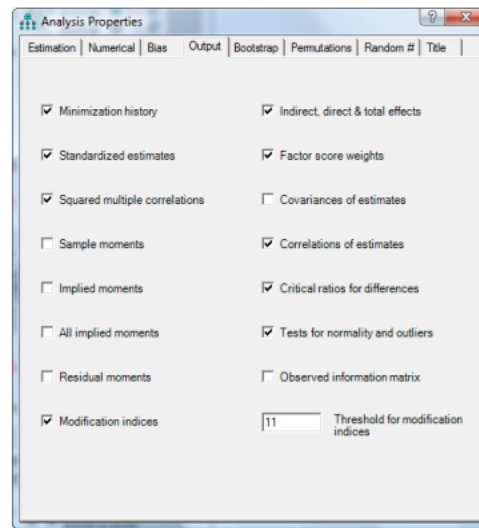 Analysis Properties
?
Estimation Numerical Bias Output Bootstrap Permutations Random # Title
Minimization history
Standardized estimates
Squared multiple correlations
Sample moments
Implied moments
All implied moments
Residual moments
Modification indices
Indirect, direct & total effects
Factor score weights
Covariances of estimates
Correlations of estimates
Critical ratios for differences
Tests for normality and outliers
Observed information matrix
11
Threshold for modification
indices